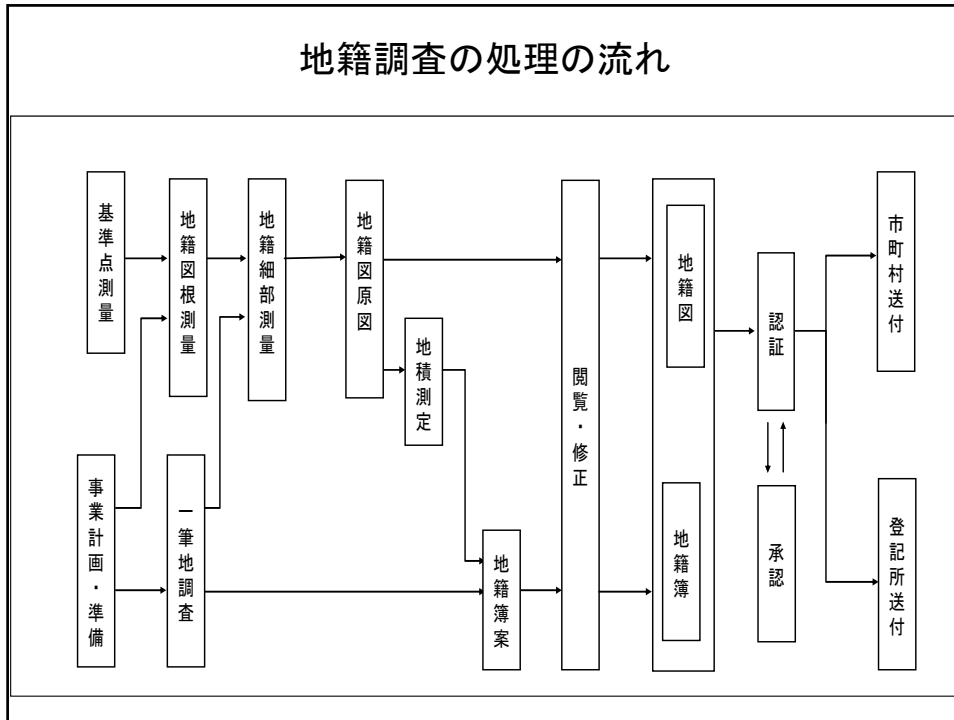 地籍調査の処理の流れ
基準点測量
地籍図根測量
地籍細部測量
地籍図原図
地積測定
事業計画・準備
一筆地調査
地籍簿案
閲覧・修正
地籍図
地籍簿
認証
承認
市町村送付
登記所送付